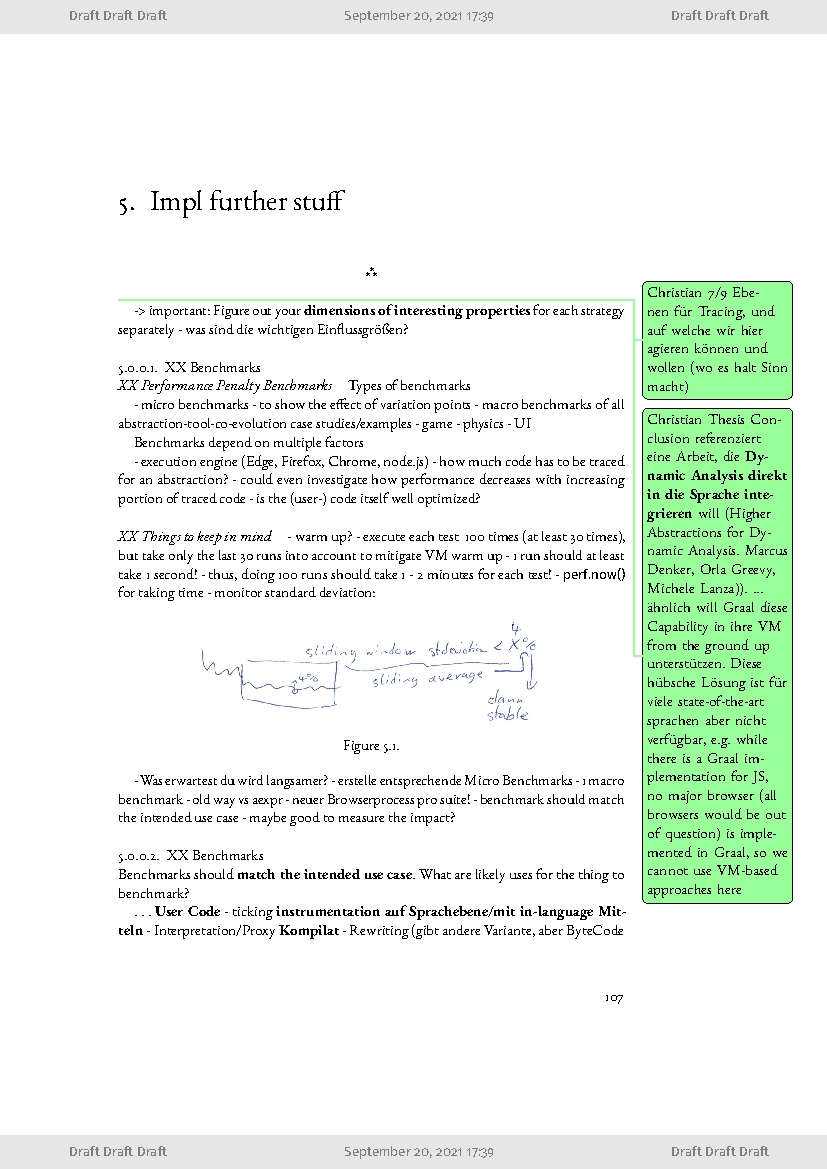 Draft Draft Draft September 20, 2021 17:39 Draft Draft Draft
5. Impl further stuff
⁂
-> important: Figure out your dimensions of interesting properties for each strategy
separately - was sind die wichtigen Einflussgrößen?
5.0.0.1. XX Benchmarks
XX Performance Penalty Benchmarks Types of benchmarks
- micro benchmarks - to show the effect of variation points - macro benchmarks of all
abstraction-tool-co-evolution case studies/examples - game - physics - UI
Benchmarks depend on multiple factors
- execution engine (Edge, Firefox, Chrome, node.js) - how much code has to be traced
for an abstraction? - could even investigate how performance decreases with increasing
portion of traced code - is the (user-) code itself well optimized?
XX Things to keep in mind - warm up? - execute each test 100 times (at least 30 times),
but take only the last 30 runs into account to mitigate VM warm up - 1 run should at least
take 1 second! - thus, doing 100 runs should take 1 - 2 minutes for each test! - perf.now()
for taking time - monitor standard deviation:
4
sliding window stdeviation < X%
4%
sliding average
dann
stable
Figure 5.1.
- Was erwartest du wird langsamer? - erstelle entsprechende Micro Benchmarks - 1 macro
benchmark - old way vs aexpr - neuer Browserprocess pro suite! - benchmark should match
the intended use case - maybe good to measure the impact?
5.0.0.2. XX Benchmarks
Benchmarks should match the intended use case. What are likely uses for the thing to
benchmark?
. . . User Code - ticking instrumentation auf Sprachebene/mit in-language Mit-
teln - Interpretation/Proxy Kompilat - Rewriting (gibt andere Variante, aber ByteCode
Christian 7/9 Ebe-
nen für Tracing, und
auf welche wir hier
agieren können und
wollen (wo es halt Sinn
macht)
Christian Thesis Con-
clusion referenziert
eine Arbeit, die Dy-
namic Analysis direkt
in die Sprache inte-
grieren will (Higher
Abstractions for Dy-
namic Analysis. Marcus
Denker, Orla Greevy,
Michele Lanza)). ...
ähnlich will Graal diese
Capability in ihre VM
from the ground up
unterstützen. Diese
hübsche Lösung ist für
viele state-of-the-art
sprachen aber nicht
verfügbar, e.g. while
there is a Graal im-
plementation for JS,
no major browser (all
browsers would be out
of question) is imple-
mented in Graal, so we
cannot use VM-based
approaches here
107
Draft Draft Draft September 20, 2021 17:39 Draft Draft Draft